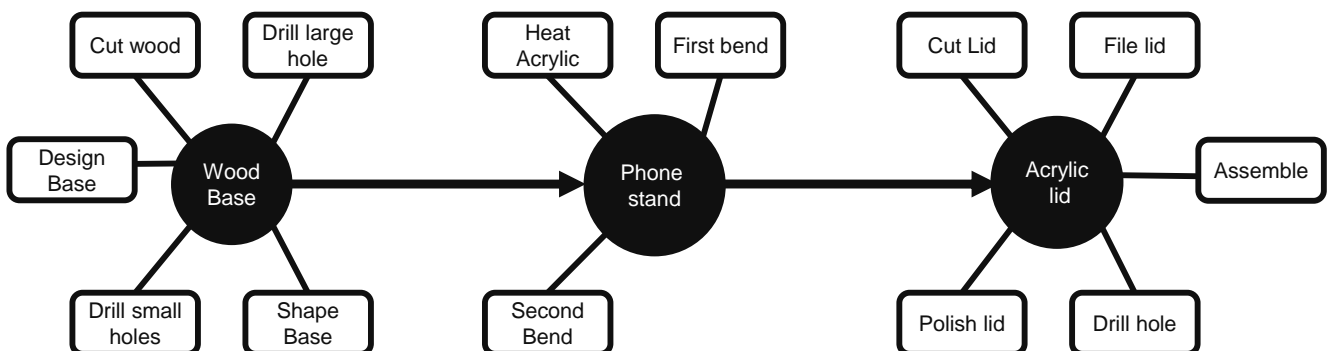 Cut wood
Drill large
hole
Heat
Acrylic
First bend
Cut Lid
File lid
Design
Base
Wood
Base
Phone
stand
Acrylic
lid
Assemble
Drill small
holes
Shape
Base
Second
Bend
Polish lid
Drill hole